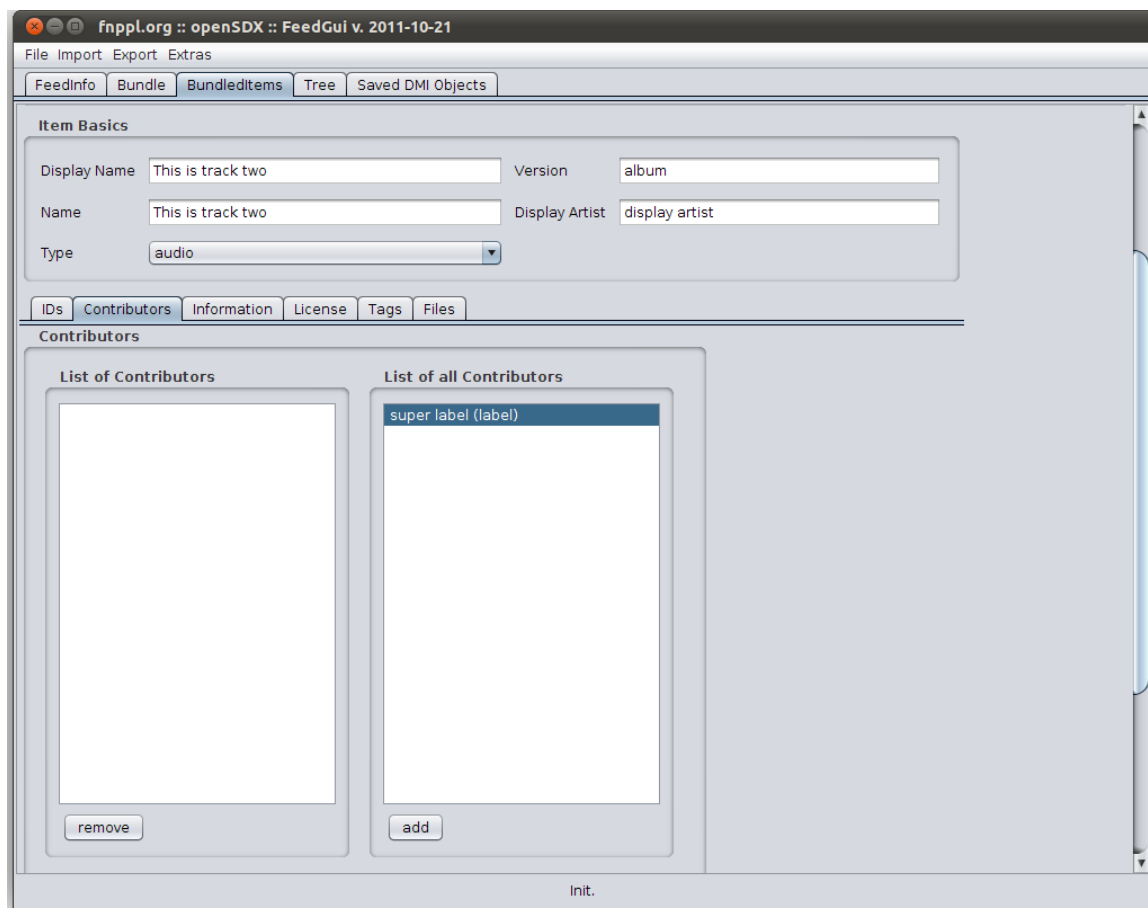 fnppl.org :: openSDX :: FeedGui v. 2011-10-21
File Import Export Extras
FeedInfo Bundle BundledItems Tree Saved DMI Objects
Item Basics
Display Name This is track two Version album
Name This is track two Display Artist display artist
Type audio
IDs Contributors Information License Tags Files
Contributors
List of Contributors List of all Contributors
super label (label)
remove add
Init.